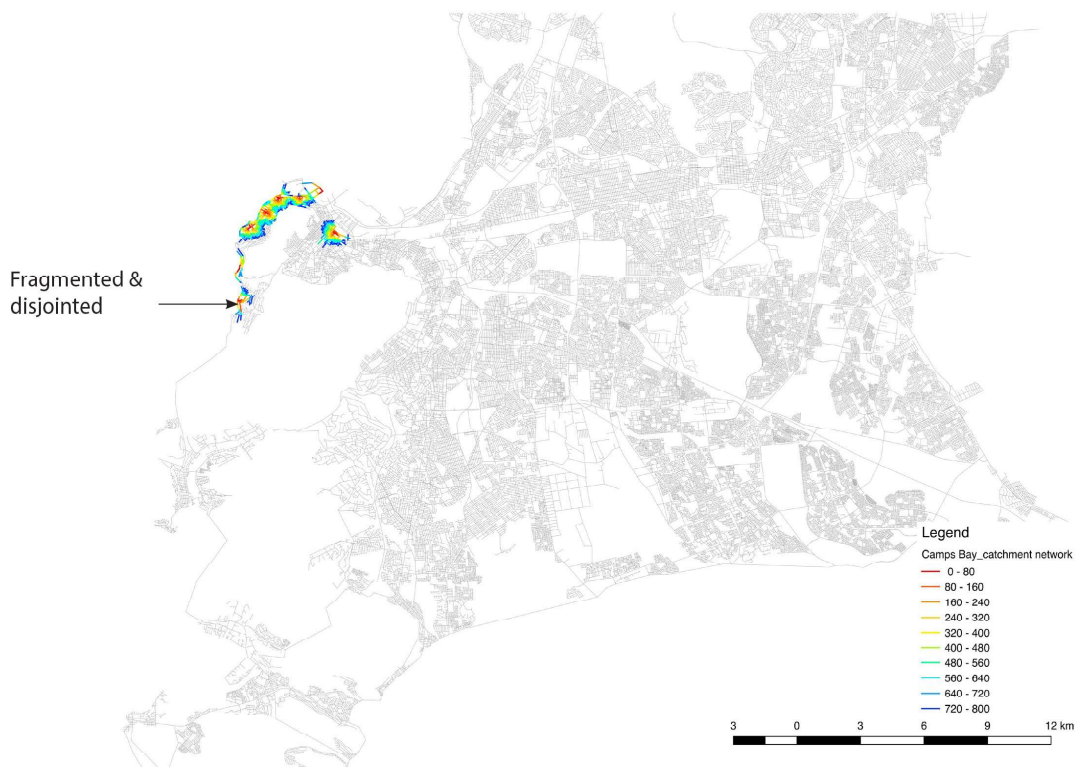 Fragmented &
disjointed
Legend
Camps Bay_catchment network
0 - 80
80 - 160
160 - 240
240 - 320
320 - 400
400 - 480
480 - 560
560 - 640
640 - 720
720 - 800
3 0 3 6 9 12 km